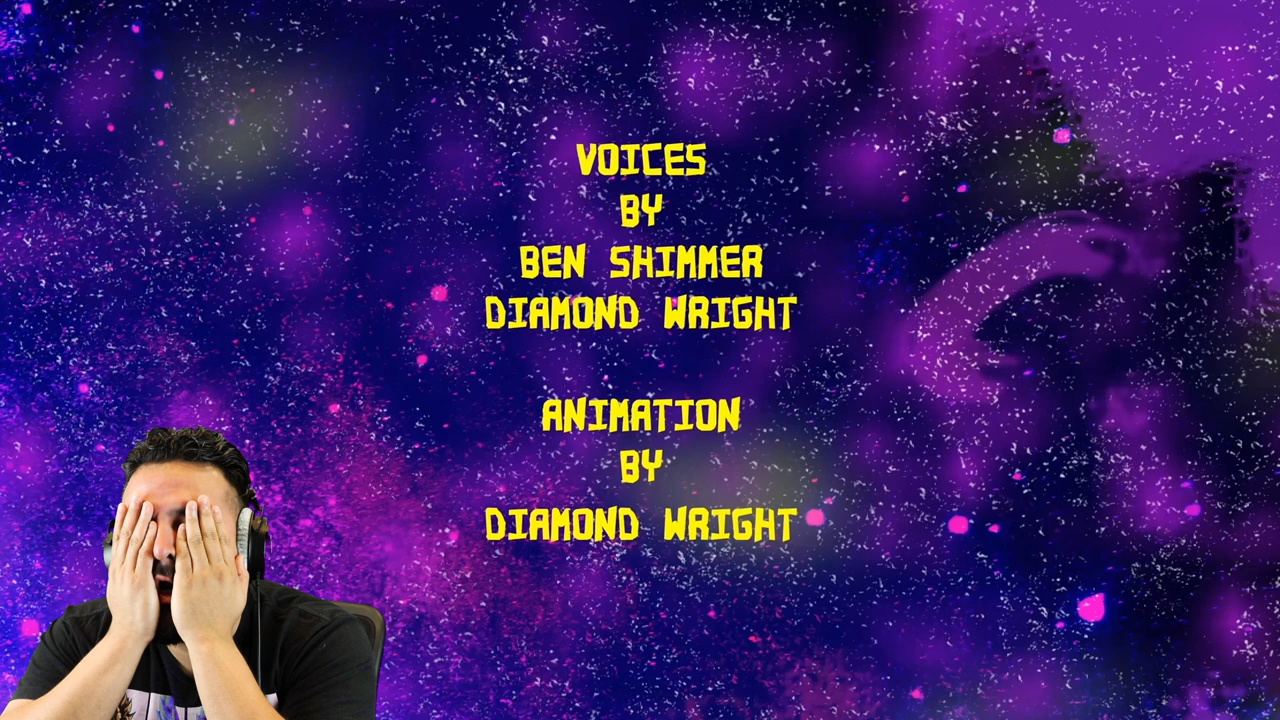 VOICES
BY
BEN SHIMMER
DIAMOND WRIGHT
ANIMATION
BY
DIAMOND WRIGHT